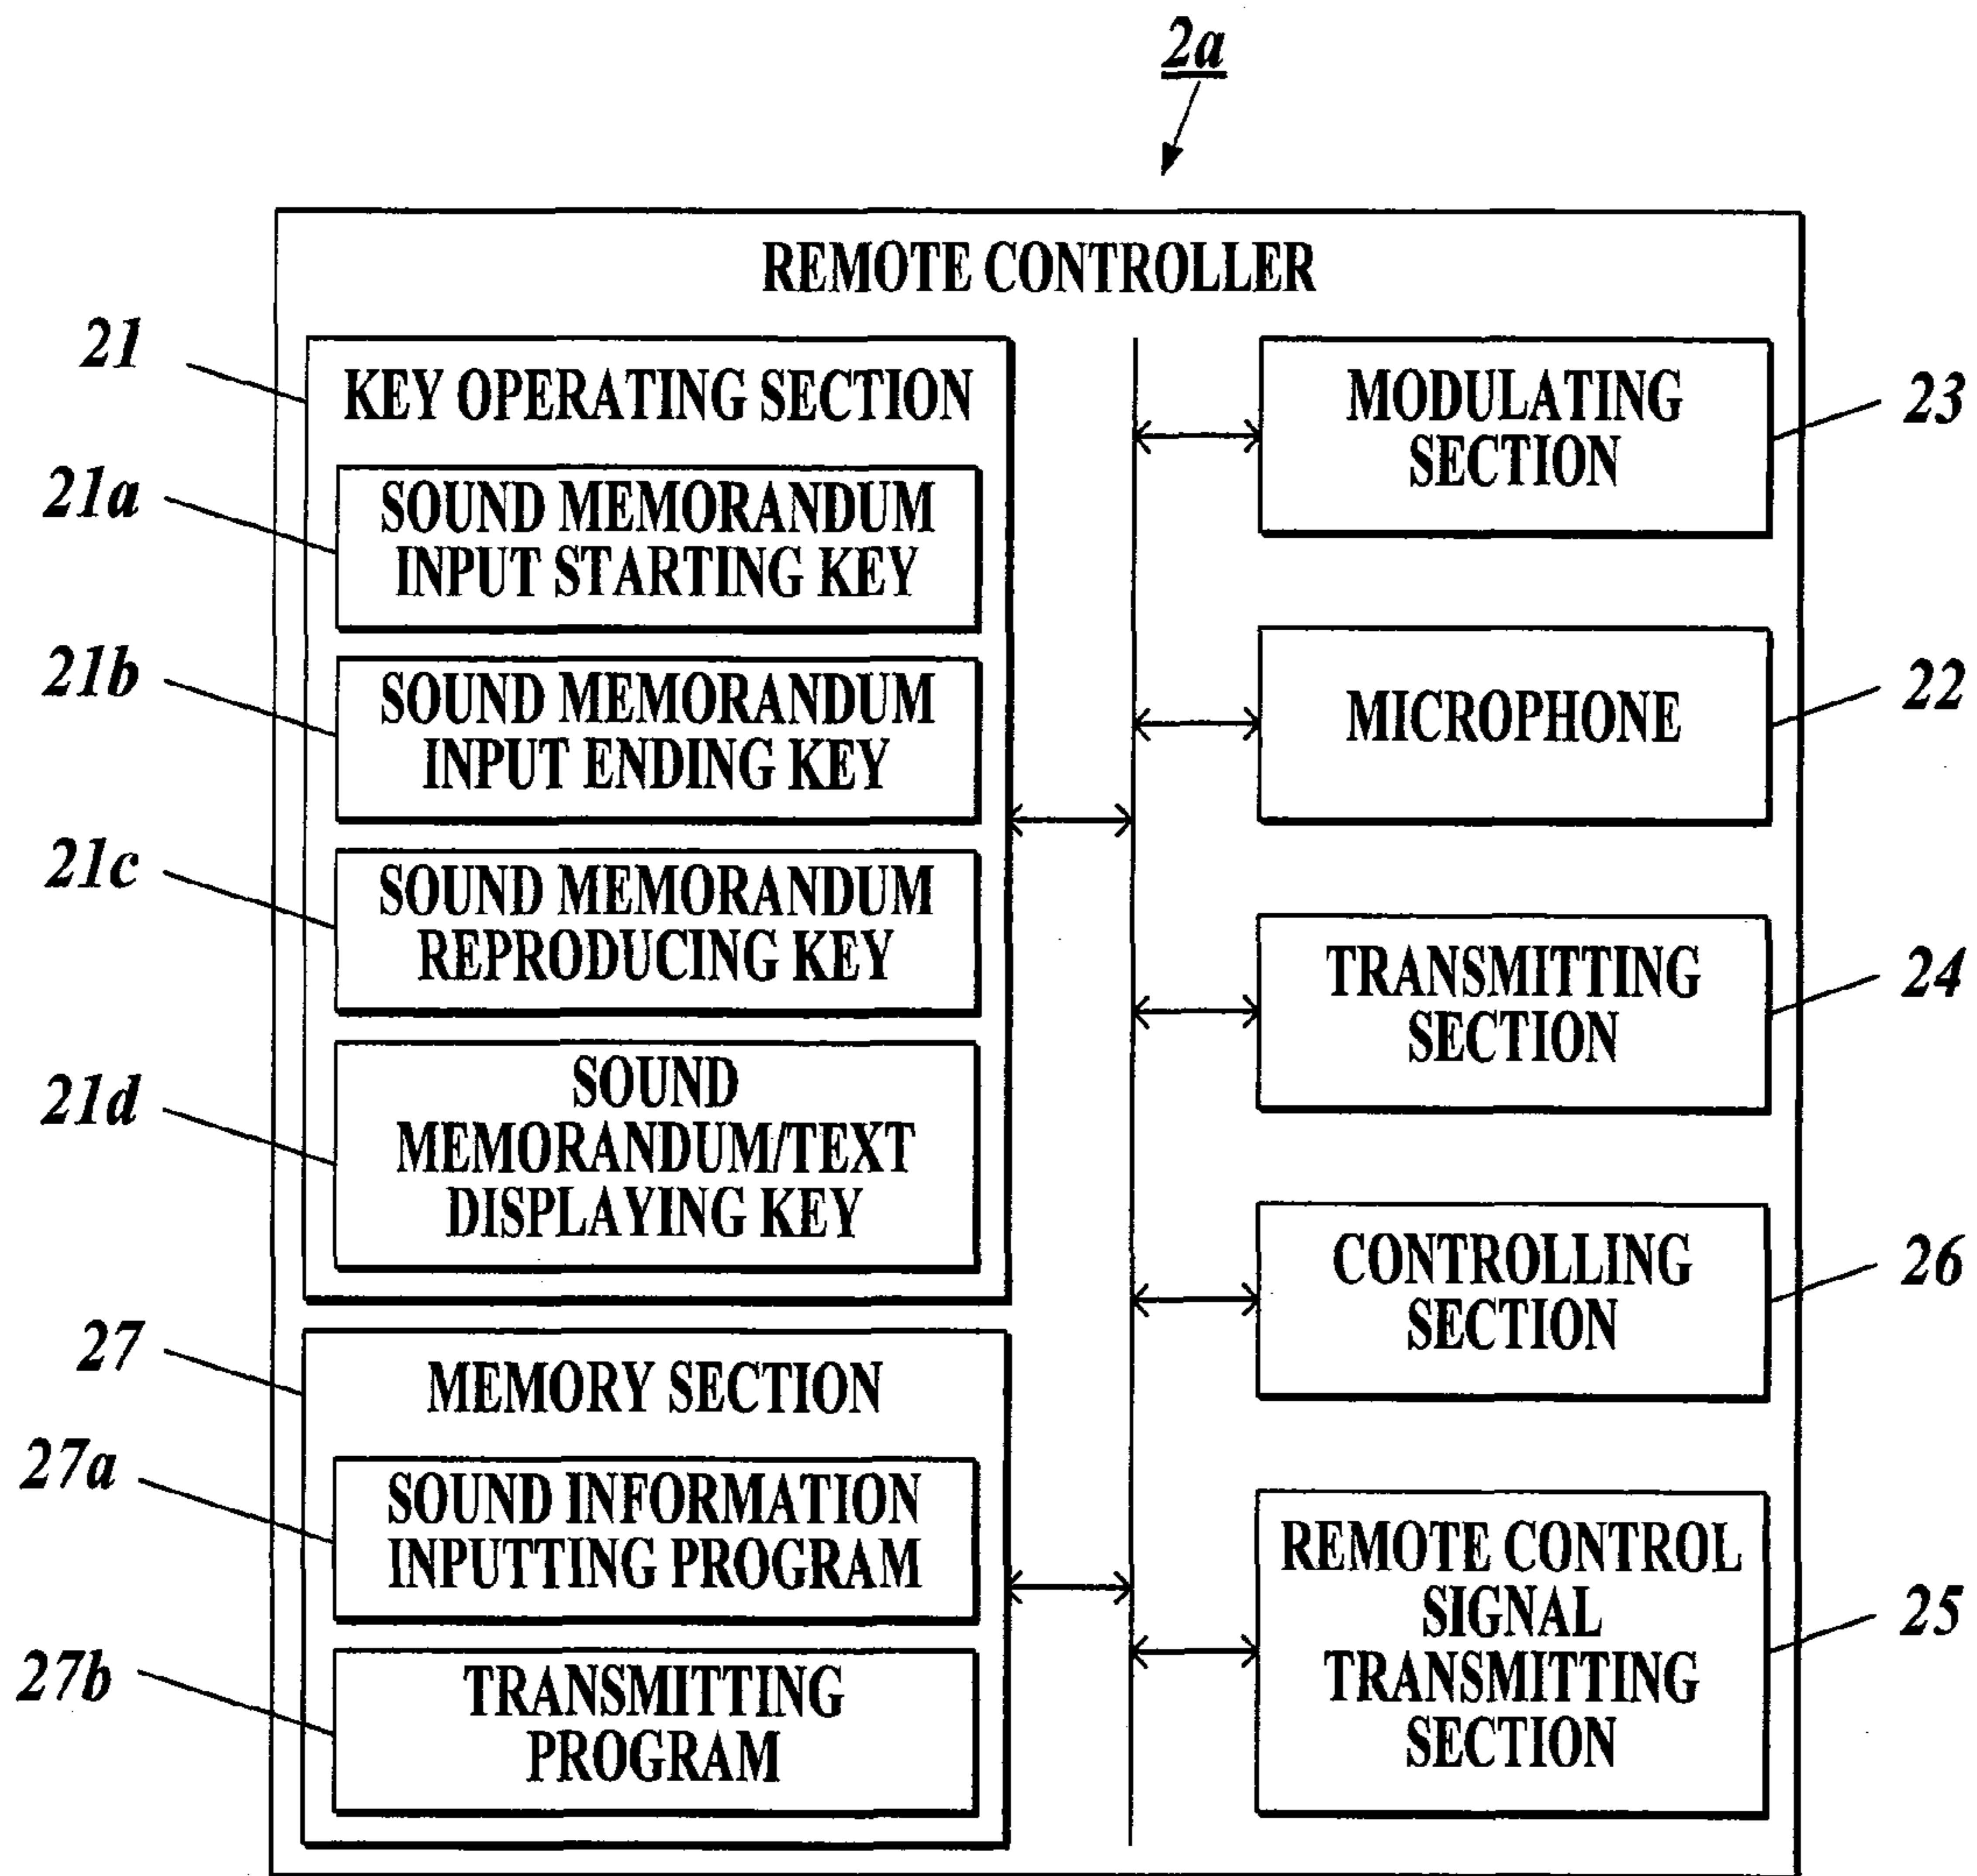 2a
REMOTE CONTROLLER
21
KEY OPERATING SECTION
21a
SOUND MEMORANDUM
INPUT STARTING KEY
21b
SOUND MEMORANDUM
INPUT ENDING KEY
21c
SOUND MEMORANDUM
REPRODUCING KEY
21d
SOUND
MEMORANDUM/TEXT
DISPLAYING KEY
27
MEMORY SECTION
27a
SOUND INFORMATION
INPUTTING PROGRAM
27b
TRANSMITTING
PROGRAM
MODULATING
SECTION
23
MICROPHONE
22
TRANSMITTING
SECTION
24
CONTROLLING
SECTION
26
REMOTE CONTROL
SIGNAL
TRANSMITTING
SECTION
25